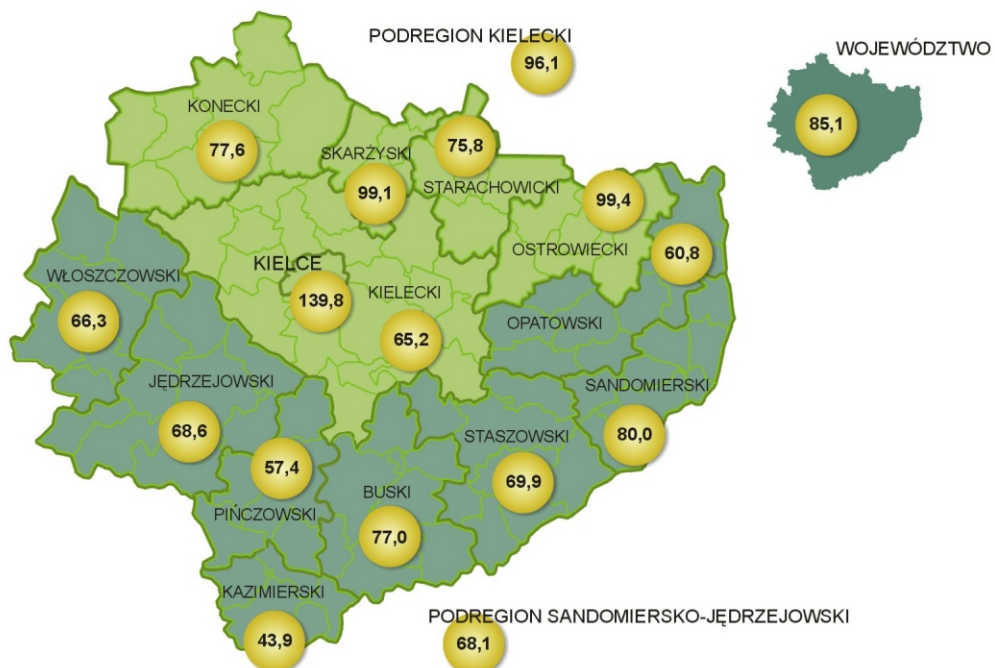 PODREGION KIELECKI
96,1
WOJEWÓDZTWO
85,1
KONECKI
77,6
SKARŻYSKI
99,1
75,8
STARACHOWICKI
99,4
OSTROWIECKI
60,8
OPATOWSKI
WŁOSZCZOWSKI
66,3
KIELCE
139,8
KIELECKI
65,2
JĘDRZEJOWSKI
68,6
SANDOMIERSKI
80,0
STASZOWSKI
69,9
57,4
PIŃCZOWSKI
BUSKI
77,0
KAZIMIERSKI
43,9
PODREGION SANDOMIERSKO-JĘDRZEJOWSKI
68,1